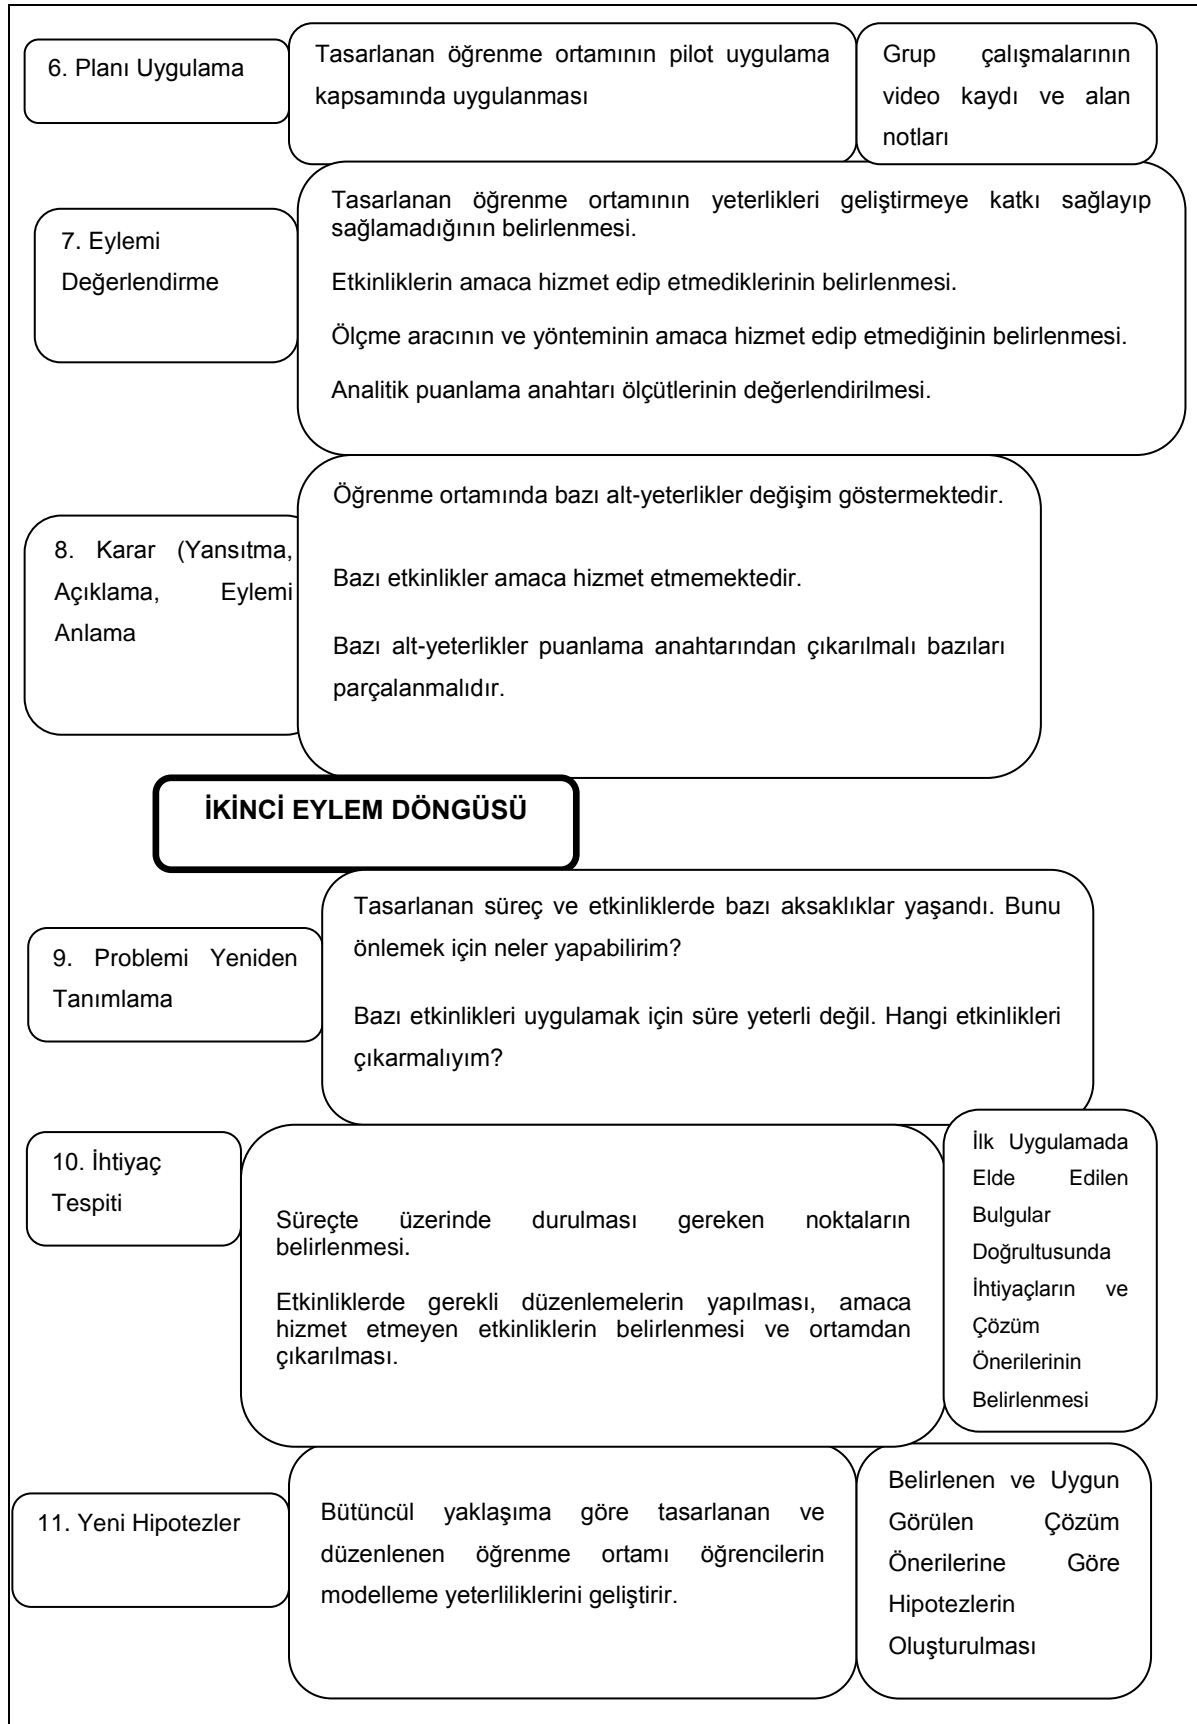 6. Planı Uygulama
Tasarlanan öğrenme ortamının pilot uygulama
kapsamında uygulanması
Grup çalışmalarının
video kaydı ve alan
notları
7. Eylemi
Değerlendirme
Tasarlanan öğrenme ortamının yeterlikleri geliştirmeye katkı sağlayıp
sağlamadığının belirlenmesi.
Etkinliklerin amaca hizmet edip etmediklerinin belirlenmesi.
Ölçme aracının ve yönteminin amaca hizmet edip etmediğinin belirlenmesi.
Analitik puanlama anahtarı ölçütlerinin değerlendirilmesi.
8. Karar (Yansıtma,
Açıklama, Eylemi
Anlama
Öğrenme ortamında bazı alt-yeterlikler değişim göstermektedir.
Bazı etkinlikler amaca hizmet etmemektedir.
Bazı alt-yeterlikler puanlama anahtarından çıkarılmalı bazıları
parçalanmalıdır.
İKİNCİ EYLEM DÖNGÜSÜ
9. Problemi Yeniden
Tanımlama
Tasarlanan süreç ve etkinliklerde bazı aksaklıklar yaşandı. Bunu
önlemek için neler yapabilirim?
Bazı etkinlikleri uygulamak için süre yeterli değil. Hangi etkinlikleri
çıkarmalıyım?
10. İhtiyaç
Tespiti
Süreçte üzerinde durulması gereken noktaların
belirlenmesi.
Etkinliklerde gerekli düzenlemelerin yapılması, amaca
hizmet etmeyen etkinliklerin belirlenmesi ve ortamdan
çıkarılması.
İlk Uygulamada
Elde Edilen
Bulgular
Doğrultusunda
İhtiyaçların ve
Çözüm
Önerilerinin
Belirlenmesi
11. Yeni Hipotezler
Bütüncül yaklaşıma göre tasarlanan ve
düzenlenen öğrenme ortamı öğrencilerin
modelleme yeterliliklerini geliştirir.
Belirlenen ve Uygun
Görülen Çözüm
Önerilerine Göre
Hipotezlerin
Oluşturulması